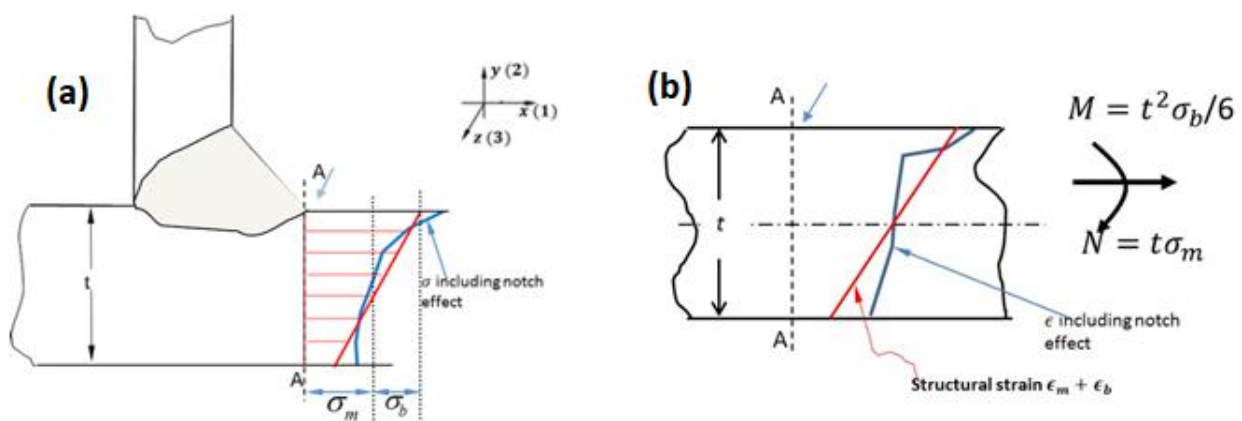 (a)
y (2)
x (1)
z (3)
A
t
σ including notch
effect
A
σm
σb
(b)
A
M = t²σb/6
t
N = tσm
A
ϵ including notch
effect
Structural strain ϵm + ϵb